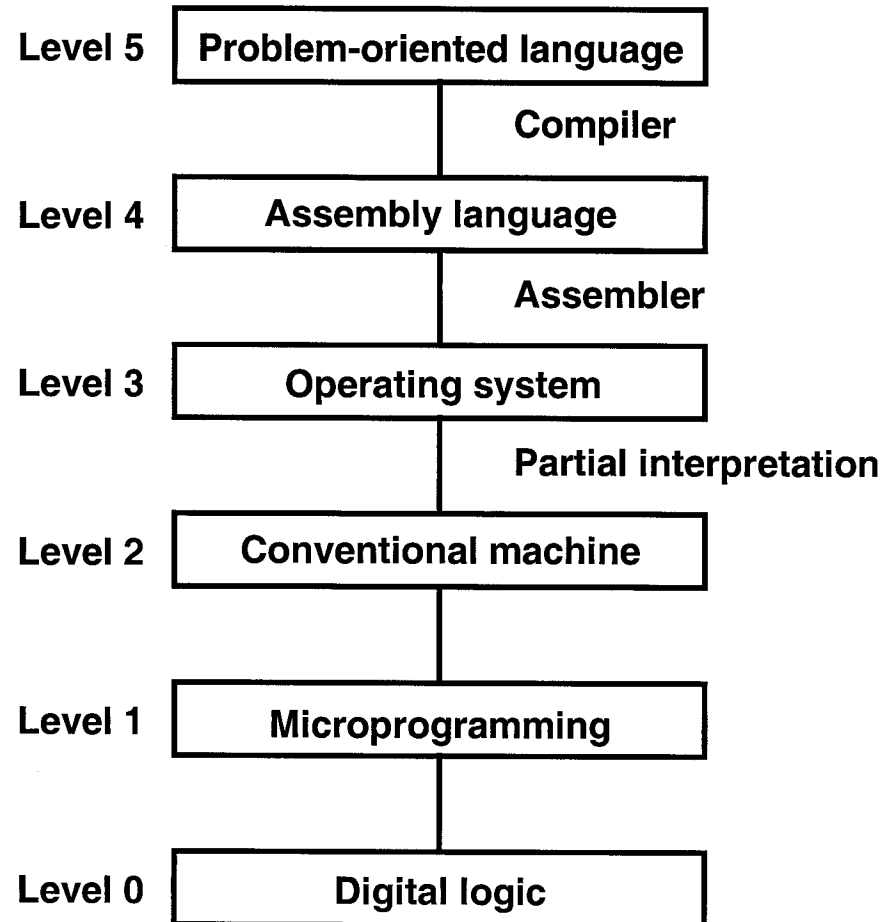 Level 5 Problem-oriented language
Compiler
Level 4 Assembly language
Assembler
Level 3 Operating system
Partial interpretation
Level 2 Conventional machine
Level 1 Microprogramming
Level 0 Digital logic